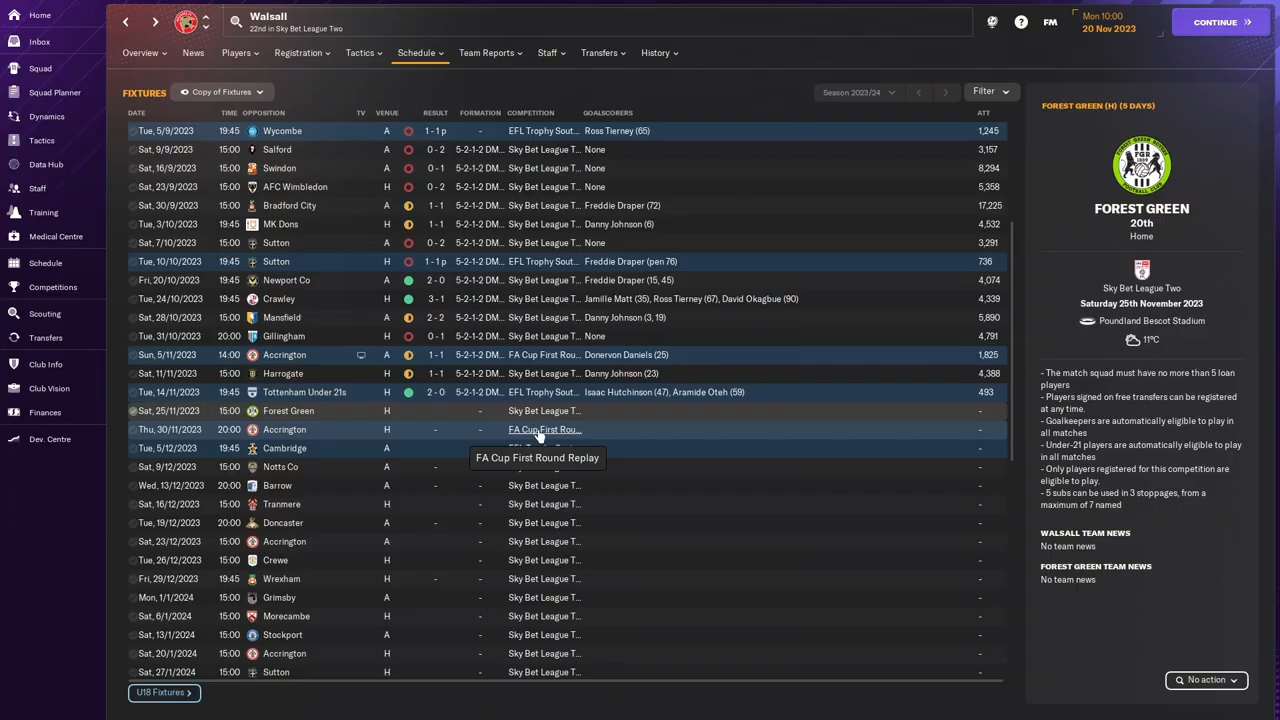 Home
Inbox
Squad
Squad Planner
Dynamics
Tactics
Data Hub
Staff
Training
Medical Centre
Schedule
Competitions
Scouting
Transfers
Club Info
Club Vision
Finances
Dev. Centre
Walsall
22nd in Sky Bet League Two
? FM
Mon 10:00
20 Nov 2023
CONTINUE
Overview News Players Registration Tactics Schedule Team Reports Staff Transfers History
FIXTURES Copy of Fixtures Season 2023/24 Filter
DATE TIME OPPOSITION TV VENUE RESULT FORMATION COMPETITION GOALSCORERS ATT
Tue, 5/9/2023 19:45 Wycombe A 1 - 1 p - EFL Trophy Sout... Ross Tierney (65) 1,245
Sat, 9/9/2023 15:00 Salford A 0 - 2 5-2-1-2 DM... Sky Bet League T... None 3,157
Sat, 16/9/2023 15:00 Swindon A 0 - 1 5-2-1-2 DM... Sky Bet League T... None 8,294
Sat, 23/9/2023 15:00 AFC Wimbledon H 0 - 2 5-2-1-2 DM... Sky Bet League T... None 5,358
Sat, 30/9/2023 15:00 Bradford City A 1 - 1 5-2-1-2 DM... Sky Bet League T... Freddie Draper (72) 17,225
Tue, 3/10/2023 19:45 MK Dons H 1 - 1 5-2-1-2 DM... Sky Bet League T... Danny Johnson (6) 4,532
Sat, 7/10/2023 15:00 Sutton A 0 - 2 5-2-1-2 DM... Sky Bet League T... None 3,291
Tue, 10/10/2023 19:45 Sutton H 1 - 1 p 5-2-1-2 DM... EFL Trophy Sout... Freddie Draper (pen 76) 736
Fri, 20/10/2023 19:45 Newport Co A 2 - 0 5-2-1-2 DM... Sky Bet League T... Freddie Draper (15, 45) 4,074
Tue, 24/10/2023 19:45 Crawley H 3 - 1 5-2-1-2 DM... Sky Bet League T... Jamille Matt (35), Ross Tierney (67), David Okagbue (90) 4,339
Sat, 28/10/2023 15:00 Mansfield A 2 - 2 5-2-1-2 DM... Sky Bet League T... Danny Johnson (3, 19) 5,890
Tue, 31/10/2023 20:00 Gillingham H 0 - 1 5-2-1-2 DM... Sky Bet League T... None 4,791
Sun, 5/11/2023 14:00 Accrington A 1 - 1 5-2-1-2 DM... FA Cup First Rou... Donervon Daniels (25) 1,825
Sat, 11/11/2023 15:00 Harrogate H 1 - 1 5-2-1-2 DM... Sky Bet League T... Danny Johnson (23) 4,388
Tue, 14/11/2023 19:45 Tottenham Under 21s H 2 - 0 5-2-1-2 DM... EFL Trophy Sout... Isaac Hutchinson (47), Aramide Oteh (59) 493
Sat, 25/11/2023 15:00 Forest Green H - Sky Bet League T... -
Thu, 30/11/2023 20:00 Accrington H - - FA Cup First Rou... -
Tue, 5/12/2023 19:45 Cambridge A - -
FA Cup First Round Replay
Sat, 9/12/2023 15:00 Notts Co A - -
Wed, 13/12/2023 20:00 Barrow A - - Sky Bet League T... -
Sat, 16/12/2023 15:00 Tranmere H - Sky Bet League T... -
Tue, 19/12/2023 20:00 Doncaster A - - Sky Bet League T... -
Sat, 23/12/2023 15:00 Accrington A - Sky Bet League T... -
Tue, 26/12/2023 15:00 Crewe H - Sky Bet League T... -
Fri, 29/12/2023 19:45 Wrexham H - - Sky Bet League T... -
Mon, 1/1/2024 15:00 Grimsby A - Sky Bet League T... -
Sat, 6/1/2024 15:00 Morecambe H - Sky Bet League T... -
Sat, 13/1/2024 15:00 Stockport A - Sky Bet League T... -
Sat, 20/1/2024 15:00 Accrington H - Sky Bet League T... -
Sat, 27/1/2024 15:00 Sutton H - Sky Bet League T... -
U18 Fixtures
FOREST GREEN (H) (5 DAYS)
FGR
1889
FOREST GREEN
20th
Home
Sky Bet League Two
Saturday 25th November 2023
Poundland Bescot Stadium
11°C
- The match squad must have no more than 5 loan
players
- Players signed on free transfers can be registered
at any time.
- Goalkeepers are automatically eligible to play in
all matches
- Under-21 players are automatically eligible to play
in all matches
- Only players registered for this competition are
eligible to play.
- 5 subs can be used in 3 stoppages, from a
maximum of 7 named
WALSALL TEAM NEWS
No team news
FOREST GREEN TEAM NEWS
No team news
No action